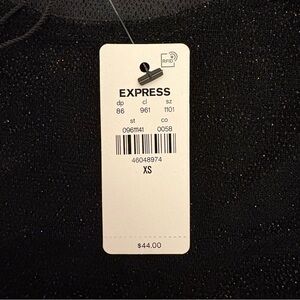 RFID
EXPRESS
dp cl sz
86 961 1101
st co
0961141 0058
46048974
XS
$44.00